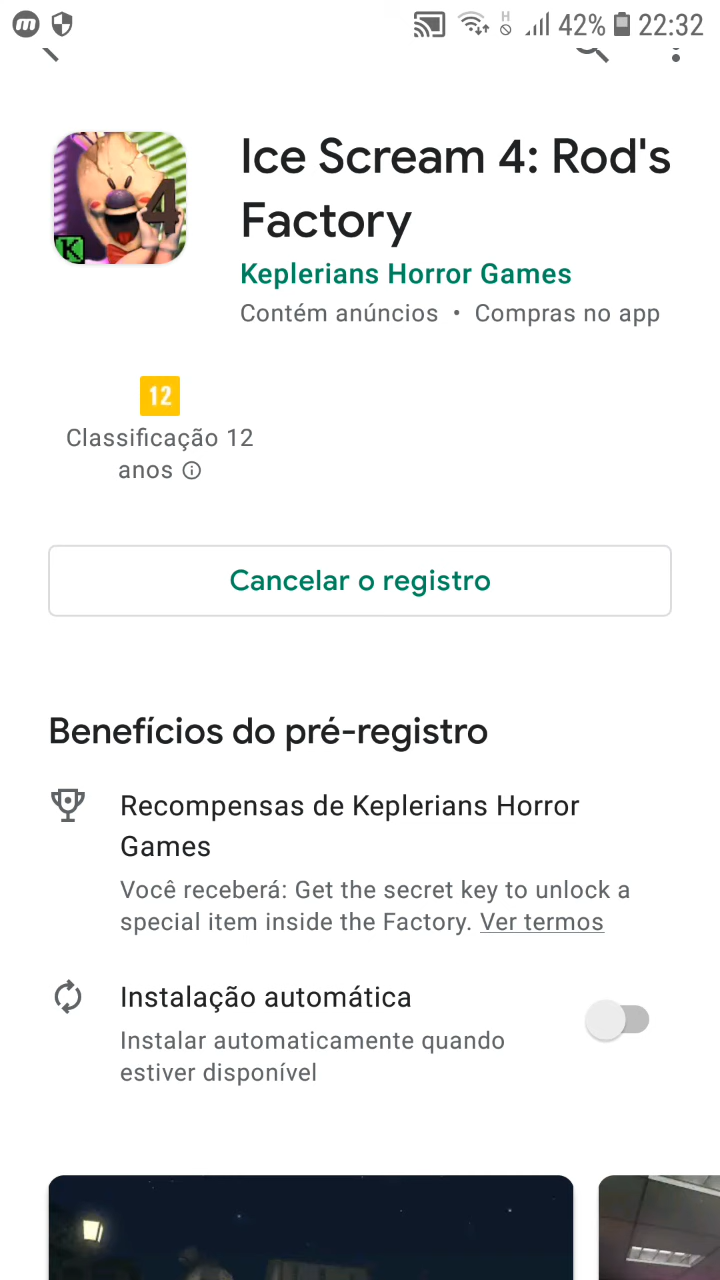 m
H
42%
22:32
4
K
Ice Scream 4: Rod's
Factory
Keplerians Horror Games
Contém anúncios • Compras no app
12
Classificação 12
anos
Cancelar o registro
Benefícios do pré-registro
Recompensas de Keplerians Horror
Games
Você receberá: Get the secret key to unlock a
special item inside the Factory. Ver termos
Instalação automática
Instalar automaticamente quando
estiver disponível